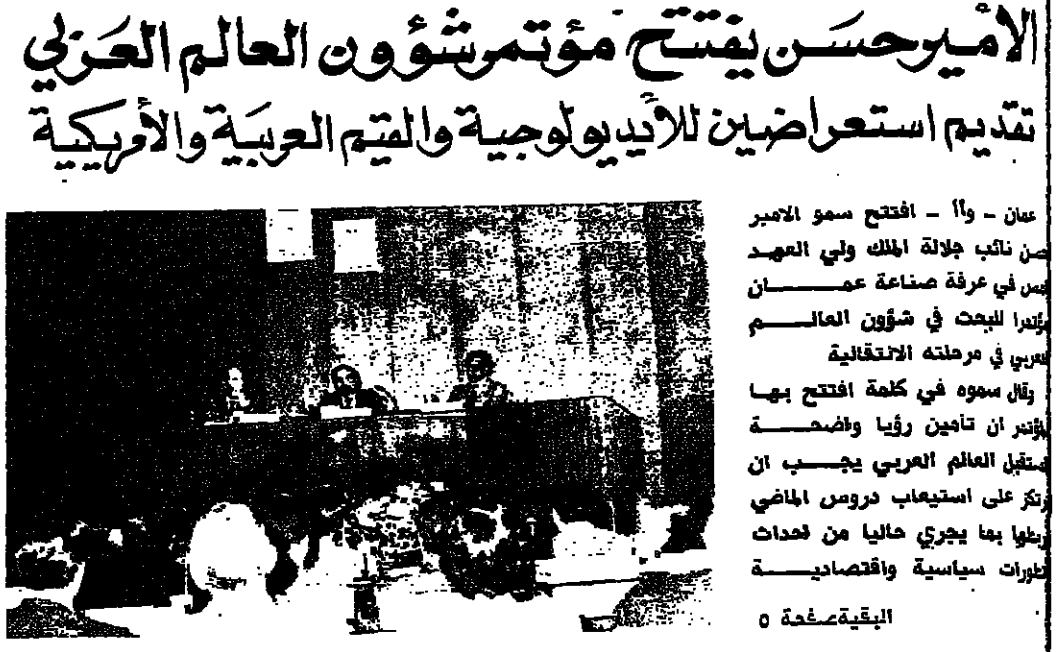 الأمير حسن يفتتح مؤتمر شؤون العالم العربي
تقديم استعراضين للأيديولوجية والقيم العربية والأمريكية
عمان - وأأ - افتتح سمو الامير
حسن نائب جلالة الملك ولي العهد
امس في غرفة صناعة عمان
مؤتمرا للبحث في شؤون العالم
العربي في مرحلته الانتقالية
وقال سموه في كلمة افتتح بها
المؤتمر ان تأمين رؤيا واضحة
لمستقبل العالم العربي يجب ان
ترتكز على استيعاب دروس الماضي
وربطها بما يجري حاليا من احداث
وتطورات سياسية واقتصادية
البقية صفحة ٥